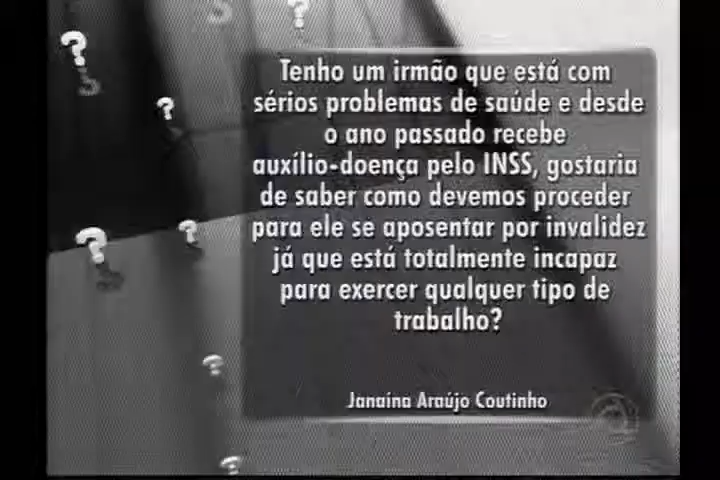 Tenho um irmão que está com
sérios problemas de saúde e desde
o ano passado recebe
auxílio-doença pelo INSS, gostaria
de saber como devemos proceder
para ele se aposentar por invalidez
já que está totalmente incapaz
para exercer qualquer tipo de
trabalho?
Janaína Araújo Coutinho